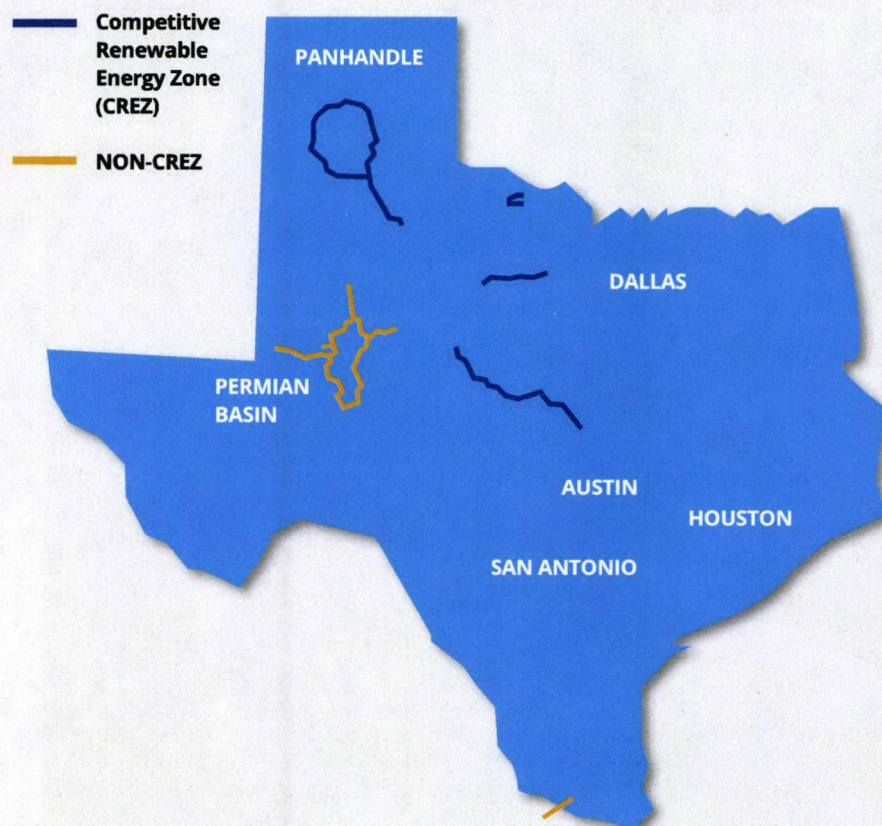 Competitive
Renewable
Energy Zone
(CREZ)
NON-CREZ
PANHANDLE
DALLAS
PERMIAN
BASIN
AUSTIN
HOUSTON
SAN ANTONIO